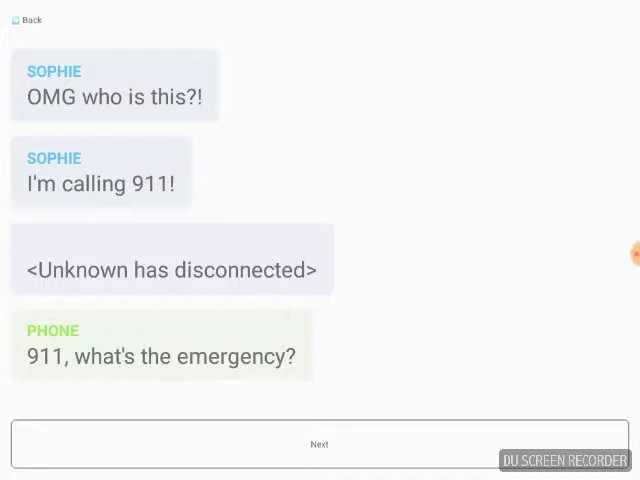 Back
SOPHIE
OMG who is this?!
SOPHIE
I'm calling 911!
<Unknown has disconnected>
PHONE
911, what's the emergency?
Next
DU SCREEN RECORDER